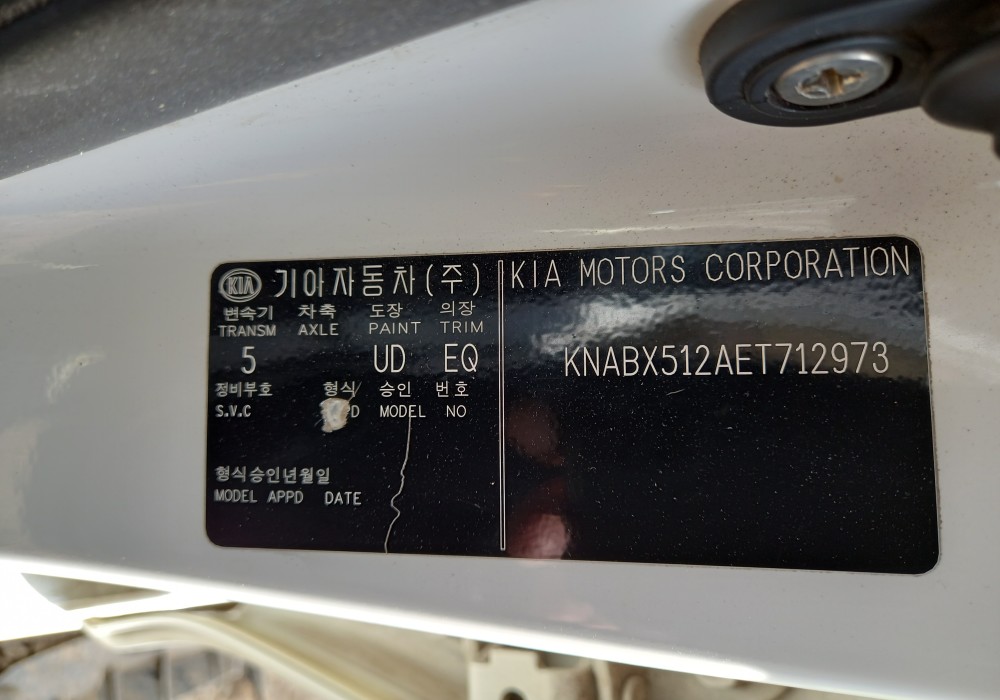 KIA 기아자동차(주) KIA MOTORS CORPORATION
변속기 차축 도장 의장
TRANSM AXLE PAINT TRIM
5 UD EQ
KNABX512AET712973
정비부호 형식 승인 번호
S.V.C MODEL NO
형식승인년월일
MODEL APPD DATE